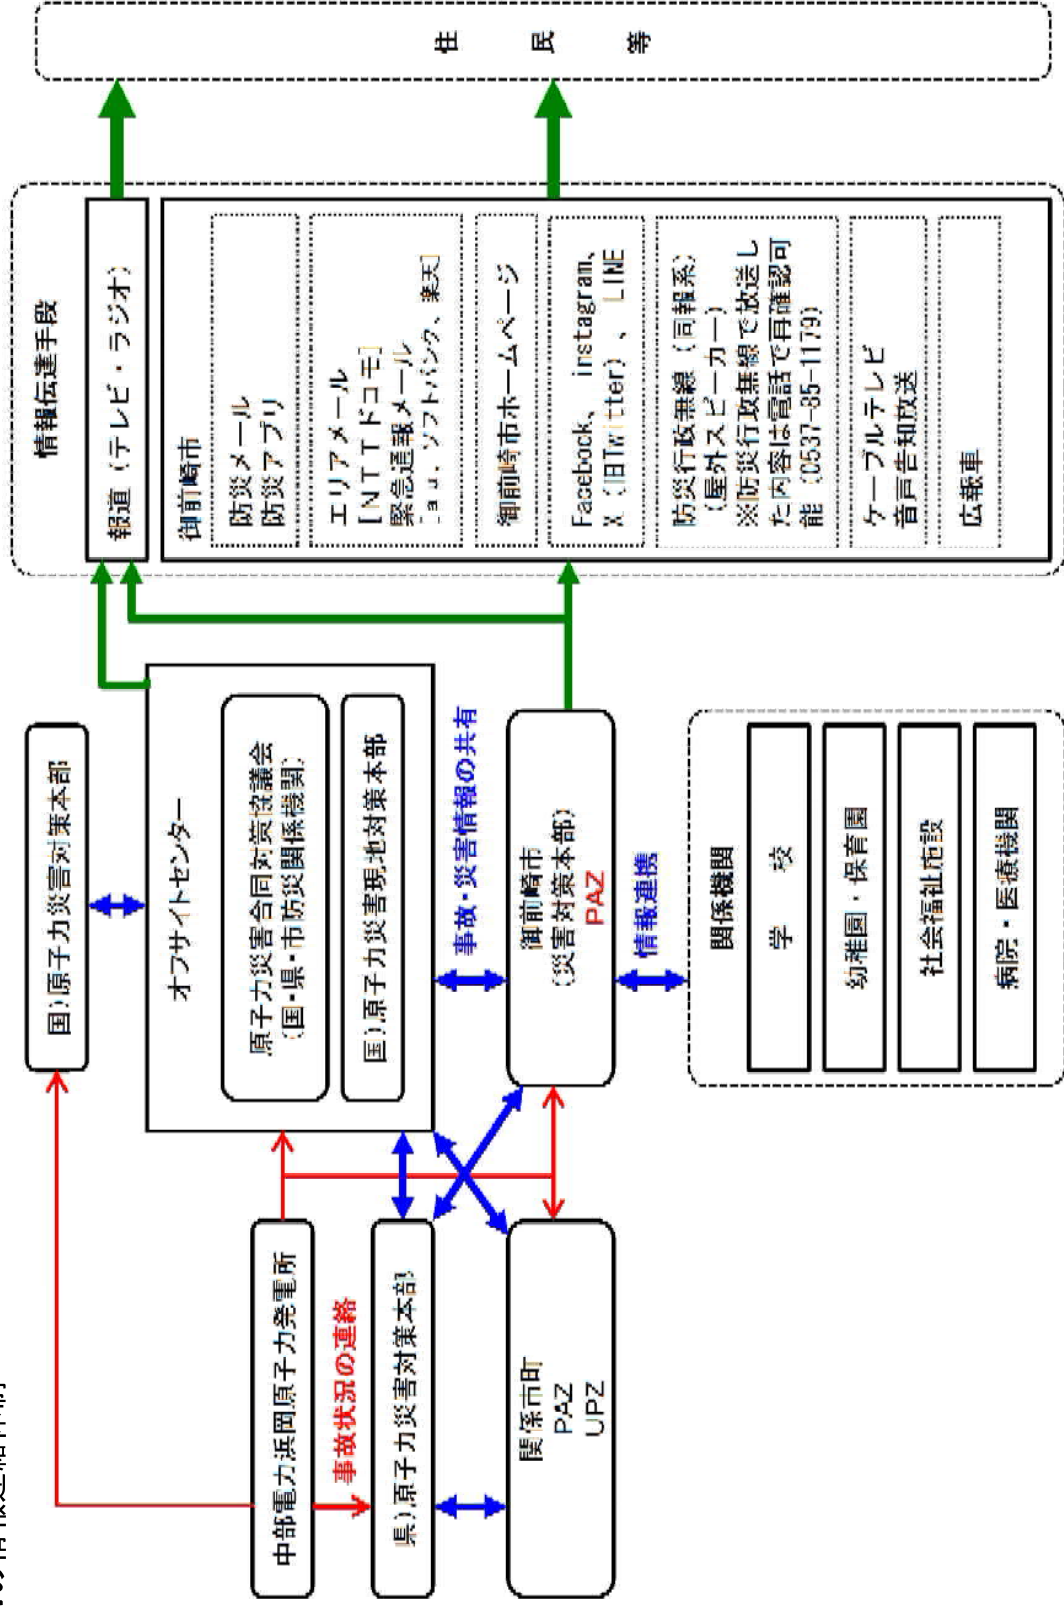 の情報連絡体制
中部電力浜岡原子力発電所
事故状況の連絡
県)原子力災害対策本部
関係市町
PAZ
UPZ
国)原子力災害対策本部
オフサイトセンター
原子力災害合同対策協議会
(国・県・市防災関係機関)
国)原子力災害現地対策本部
事故・災害情報の共有
御前崎市
(災害対策本部)
PAZ
情報連携
関係機関
学　校
幼稚園・保育園
社会福祉施設
病院・医療機関
情報伝達手段
報道(テレビ・ラジオ)
御前崎市
防災メール
防災アプリ
エリアメール
[NTTドコモ]
緊急速報メール
[au、ソフトバンク、楽天]
御前崎市ホームページ
Facebook、 instagram、
X(旧Twitter)、LINE
防災行政無線(同報系)
(屋外スピーカー)
※防災行政無線で放送し
た内容は電話で再確認可
能(0537-85-1179)
ケーブルテレビ
音声告知放送
広報車
住　民　等